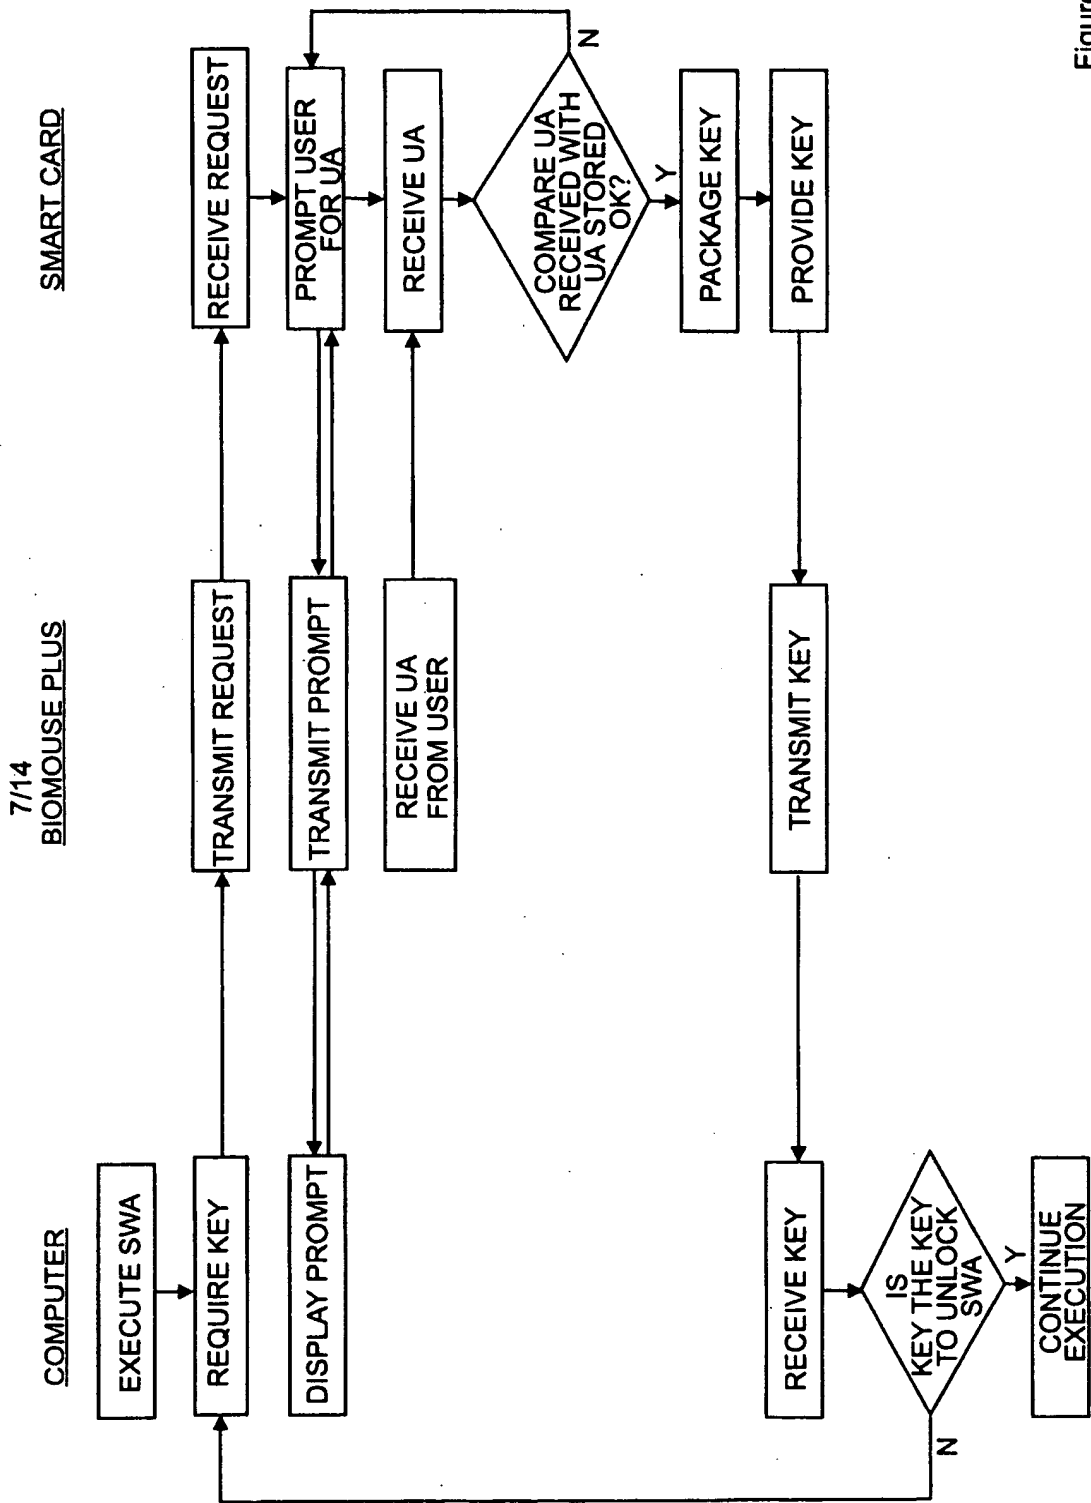 7/14
COMPUTER
BIOMOUSE PLUS
SMART CARD
EXECUTE SWA
REQUIRE KEY
TRANSMIT REQUEST
RECEIVE REQUEST
DISPLAY PROMPT
TRANSMIT PROMPT
PROMPT USER
FOR UA
RECEIVE UA
FROM USER
RECEIVE UA
COMPARE UA
RECEIVED WITH
UA STORED
OK?
N
Y
PACKAGE KEY
PROVIDE KEY
TRANSMIT KEY
RECEIVE KEY
IS
KEY THE KEY
TO UNLOCK
SWA
N
Y
CONTINUE
EXECUTION
Figure